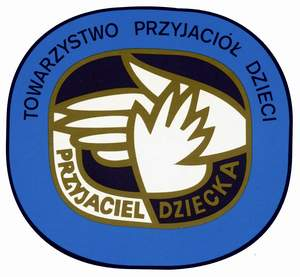 TOWARZYSTWO PRZYJACIÓŁ DZIECI
PRZYJACIEL DZIECKA